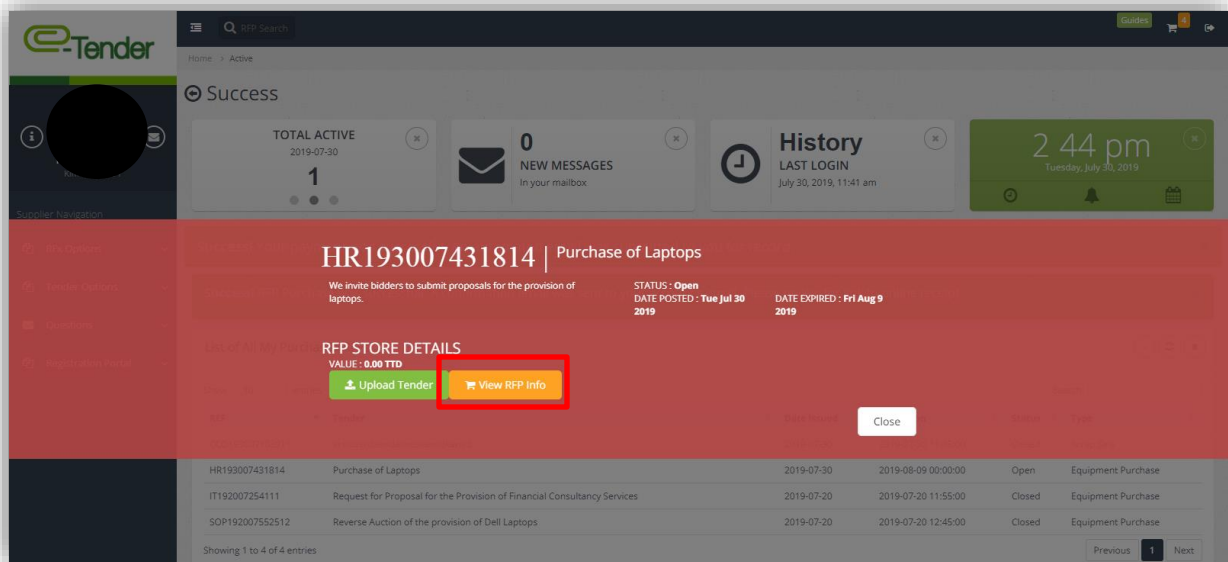 e-Tender
RFP Search
Guides
4
Home > Active
Success
TOTAL ACTIVE
2019-07-30
1
0
NEW MESSAGES
In your mailbox
History
LAST LOGIN
July 30, 2019, 11:41 am
2 44 pm
Tuesday, July 30, 2019
Supplier Navigation
RFx Options
Tender Options
Questions
Registration Portal
HR193007431814 | Purchase of Laptops
We invite bidders to submit proposals for the provision of
laptops.
STATUS : Open
DATE POSTED : Tue Jul 30
2019
DATE EXPIRED : Fri Aug 9
2019
RFP STORE DETAILS
VALUE : 0.00 TTD
Upload Tender
View RFP Info
Close
HR193007431814 Purchase of Laptops 2019-07-30 2019-08-09 00:00:00 Open Equipment Purchase
IT192007254111 Request for Proposal for the Provision of Financial Consultancy Services 2019-07-20 2019-07-20 11:55:00 Closed Equipment Purchase
SOP192007552512 Reverse Auction of the provision of Dell Laptops 2019-07-20 2019-07-20 12:45:00 Closed Equipment Purchase
Showing 1 to 4 of 4 entries
Previous 1 Next